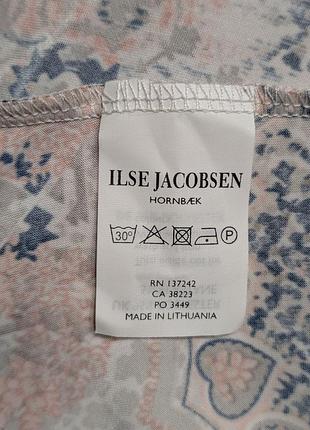 ILSE JACOBSEN
HORNBÆK
30° P
RN 137242
CA 38223
PO 3449
MADE IN LITHUANIA